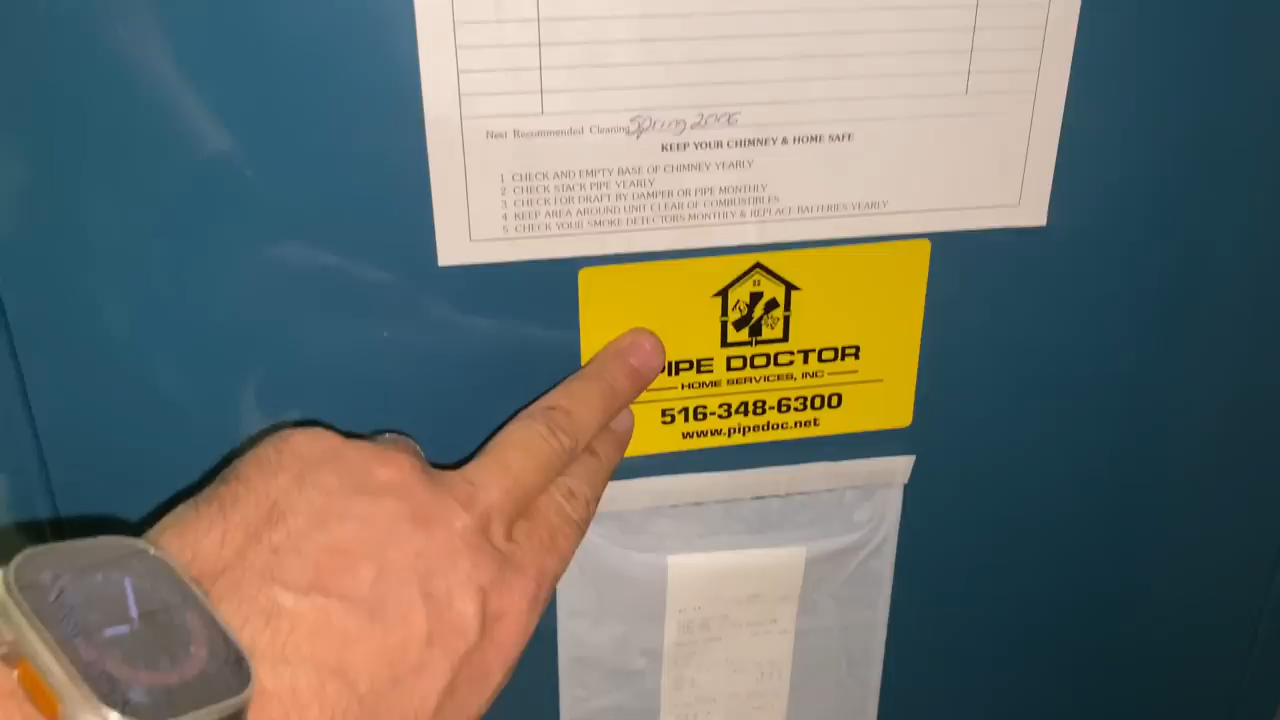 Next Recommended Cleaning Spring 2006
KEEP YOUR CHIMNEY & HOME SAFE
1 CHECK AND EMPTY BASE OF CHIMNEY YEARLY
2 CHECK STACK PIPE YEARLY
3 CHECK FOR DRAFT BY DAMPER OR PIPE MONTHLY
4 KEEP AREA AROUND UNIT CLEAR OF COMBUSTIBLES
5 CHECK YOUR SMOKE DETECTORS MONTHLY & REPLACE BATTERIES YEARLY
PIPE DOCTOR
HOME SERVICES, INC
516-348-6300
www.pipedoc.net